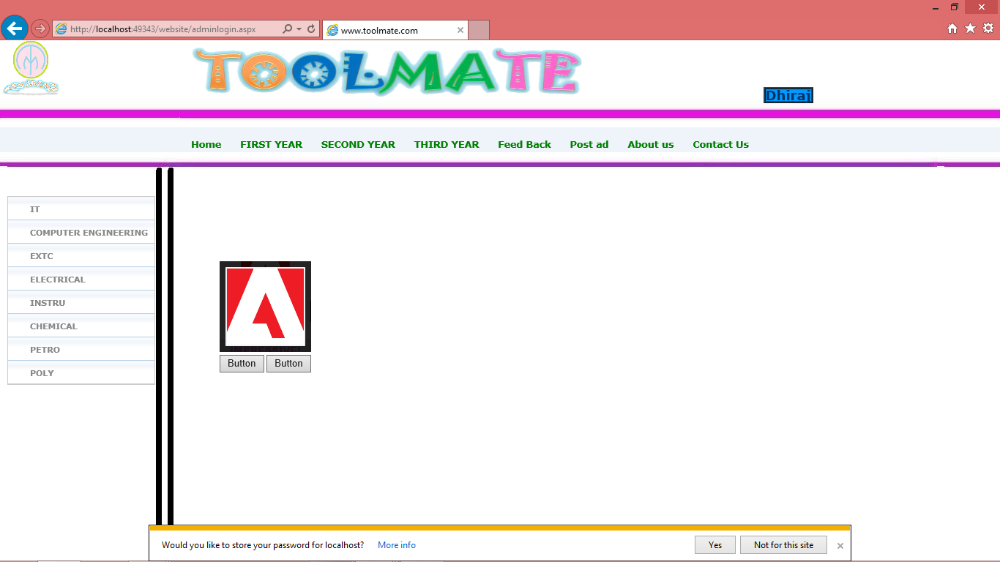 http://localhost:49343/website/adminlogin.aspx
www.toolmate.com
TOOLMATE
Dhiraj
Home FIRST YEAR SECOND YEAR THIRD YEAR Feed Back Post ad About us Contact Us
IT
COMPUTER ENGINEERING
EXTC
ELECTRICAL
INSTRU
CHEMICAL
PETRO
POLY
Button Button
Would you like to store your password for localhost? More info Yes Not for this site